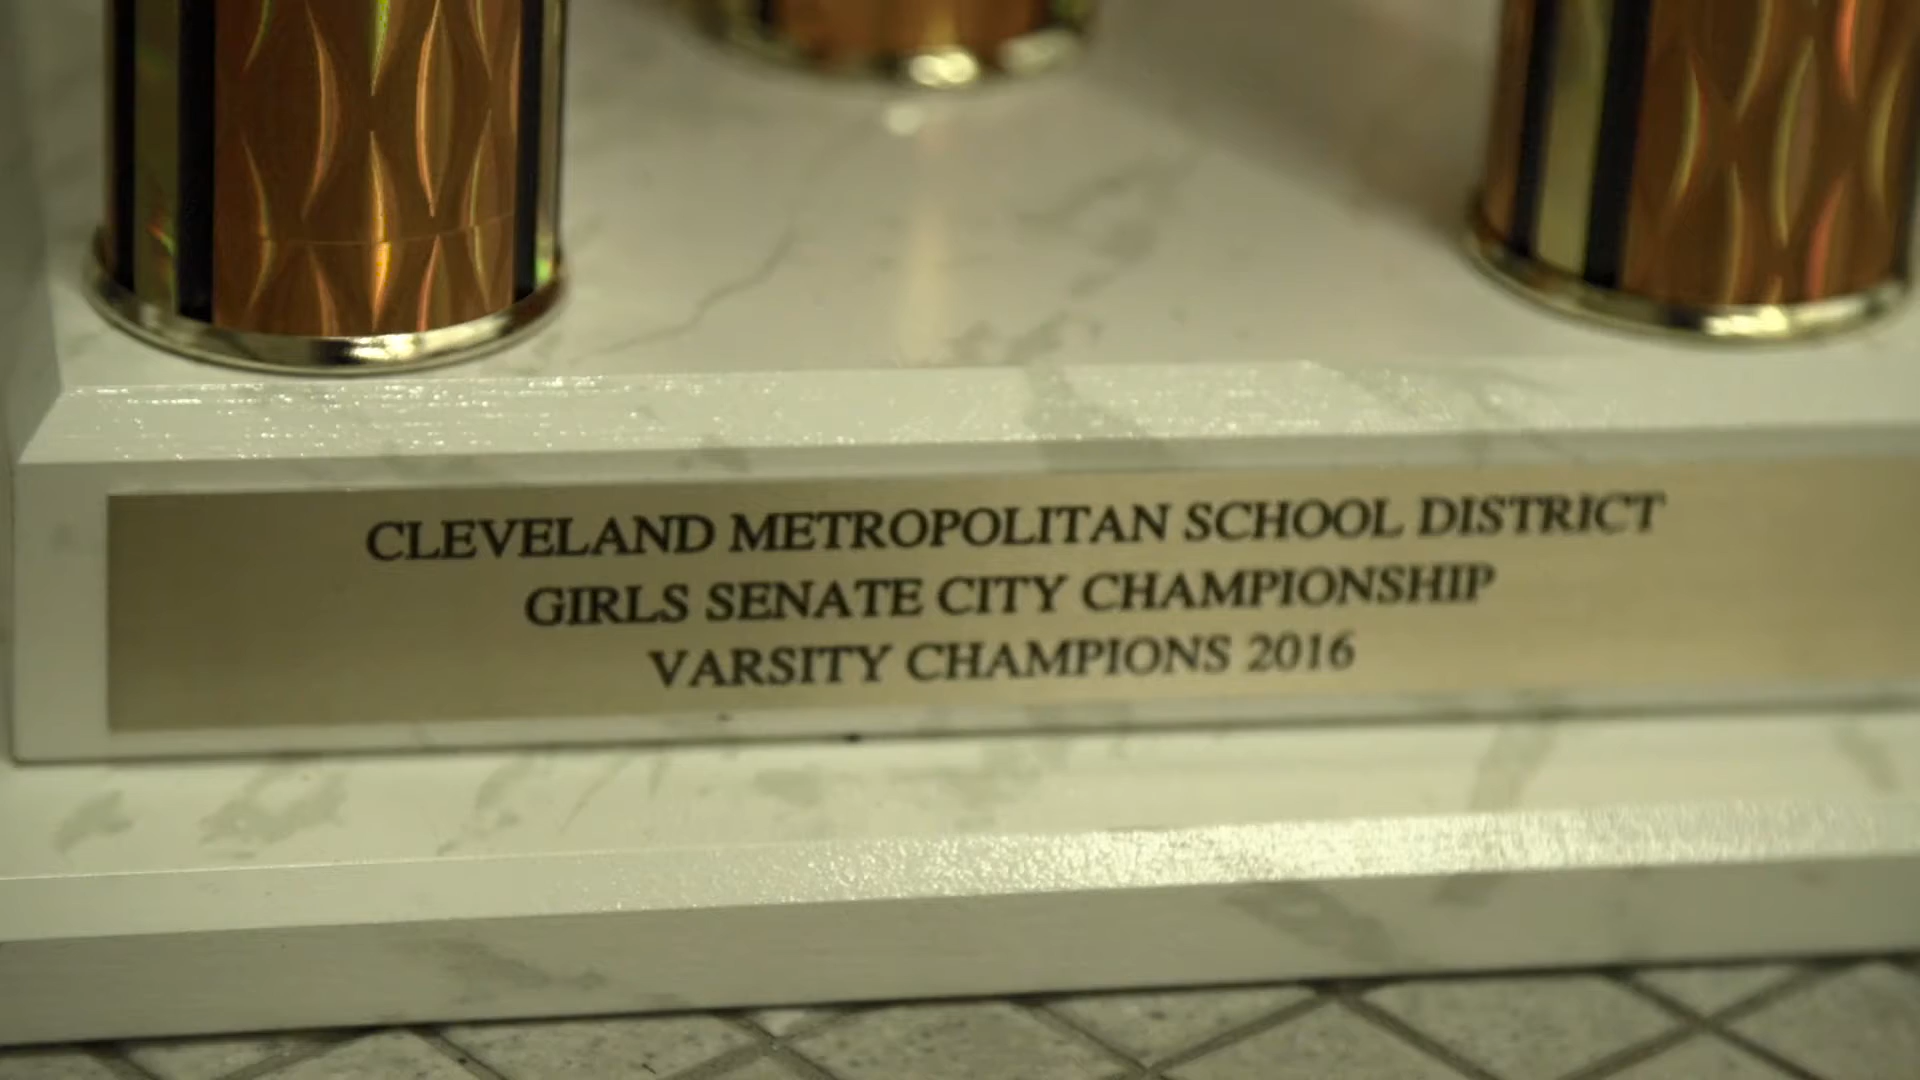 CLEVELAND METROPOLITAN SCHOOL DISTRICT
GIRLS SENATE CITY CHAMPIONSHIP
VARSITY CHAMPIONS 2016